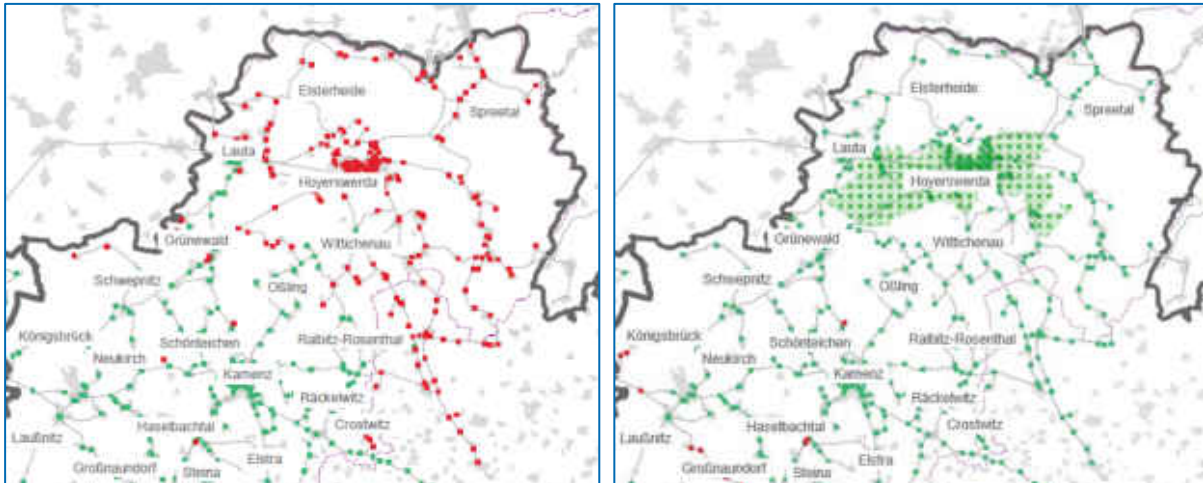 Elsterheide
Spreetal
Lauta
Hoyerswerda
Grünewald
Wittichenau
Schwepnitz
Oßling
Königsbrück
Schönteichen
Ralbitz-Rosenthal
Neukirch
Kamenz
Räckelwitz
Haselbachtal
Crostwitz
Laußnitz
Elstra
Großnaundorf
Steina
Elsterheide
Spreetal
Lauta
Hoyerswerda
Grünewald
Wittichenau
Schwepnitz
Oßling
Königsbrück
Schönteichen
Ralbitz-Rosenthal
Neukirch
Kamenz
Räckelwitz
Haselbachtal
Crostwitz
Laußnitz
Elstra
Großnaundorf
Steina